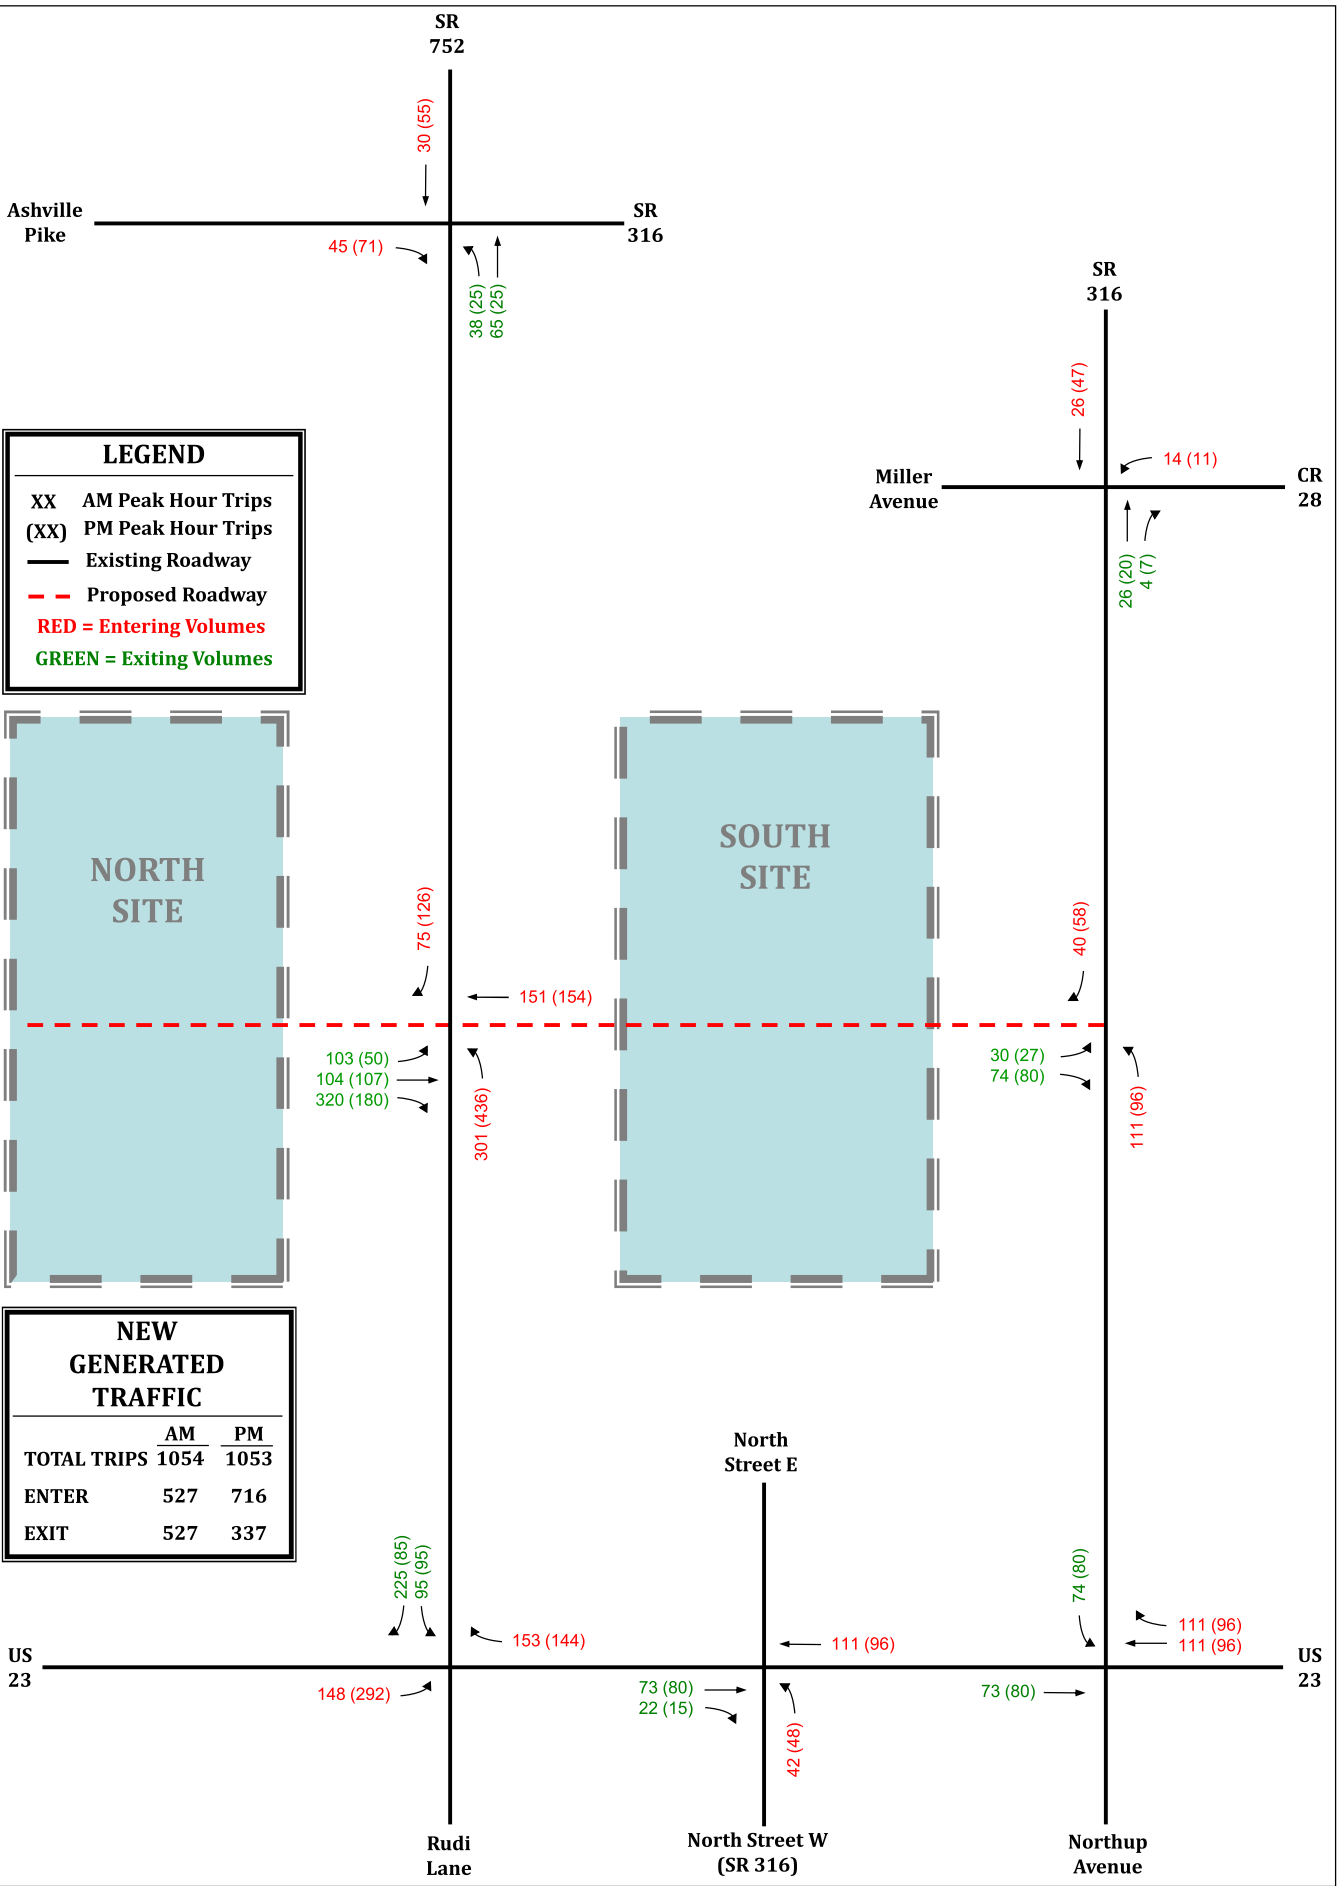 SR
752
30 (55)
Ashville
Pike
SR
316
45 (71)
38 (25)
65 (25)
SR
316
26 (47)
14 (11)
Miller
Avenue
CR
28
26 (20)
4 (7)
LEGEND
XX AM Peak Hour Trips
(XX) PM Peak Hour Trips
Existing Roadway
Proposed Roadway
RED = Entering Volumes
GREEN = Exiting Volumes
NORTH
SITE
SOUTH
SITE
75 (126)
151 (154)
103 (50)
104 (107)
320 (180)
301 (436)
40 (58)
30 (27)
74 (80)
111 (96)
NEW
GENERATED
TRAFFIC
AM PM
TOTAL TRIPS 1054 1053
ENTER 527 716
EXIT 527 337
North
Street E
225 (85)
95 (95)
153 (144)
111 (96)
74 (80)
111 (96)
111 (96)
US
23
US
23
148 (292)
73 (80)
22 (15)
42 (48)
73 (80)
Rudi
Lane
North Street W
(SR 316)
Northup
Avenue